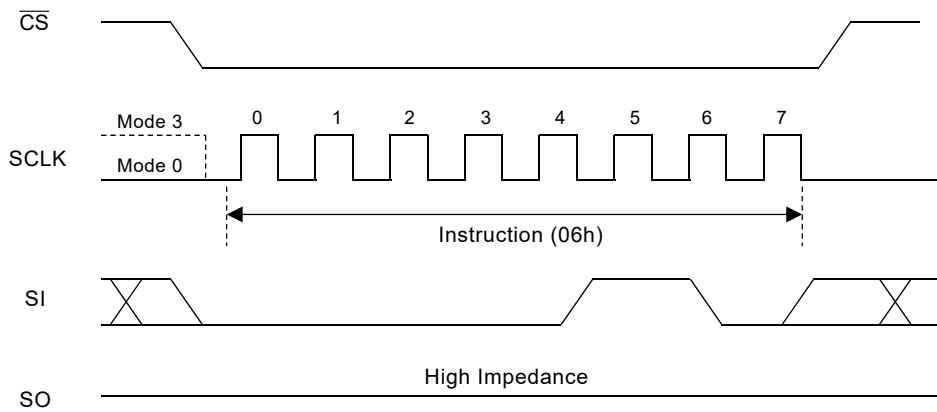 CS
0 1 2 3 4 5 6 7
Mode 3
SCLK
Mode 0
Instruction (06h)
SI
High Impedance
SO